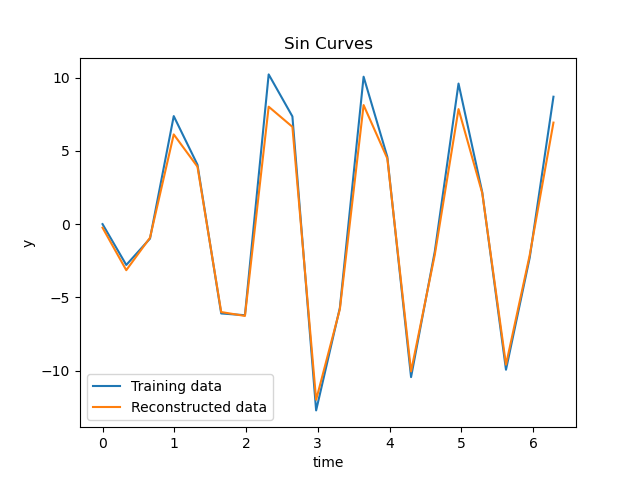 Sin Curves
10
5
0
−5
−10
y
0 1 2 3 4 5 6
time
Training data
Reconstructed data